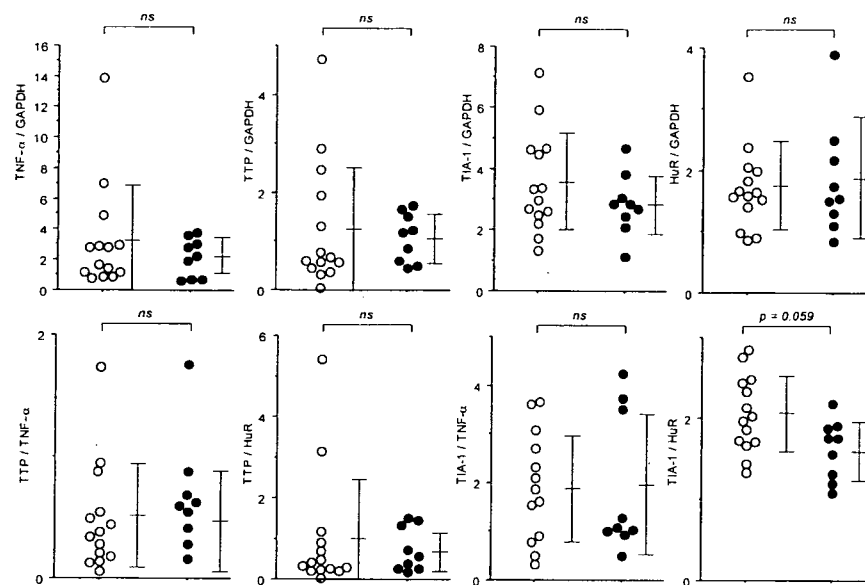 ns
ns
ns
ns
TNF-α / GAPDH
16
14
12
10
8
6
4
2
0
TTP / GAPDH
4
2
0
TIA-1 / GAPDH
8
6
4
2
0
HuR / GAPDH
4
2
0
ns
ns
ns
p = 0.059
TTP / TNF-α
2
0
TTP / HuR
6
4
2
0
TIA-1 / TNF-α
4
2
0
TIA-1 / HuR
2
0